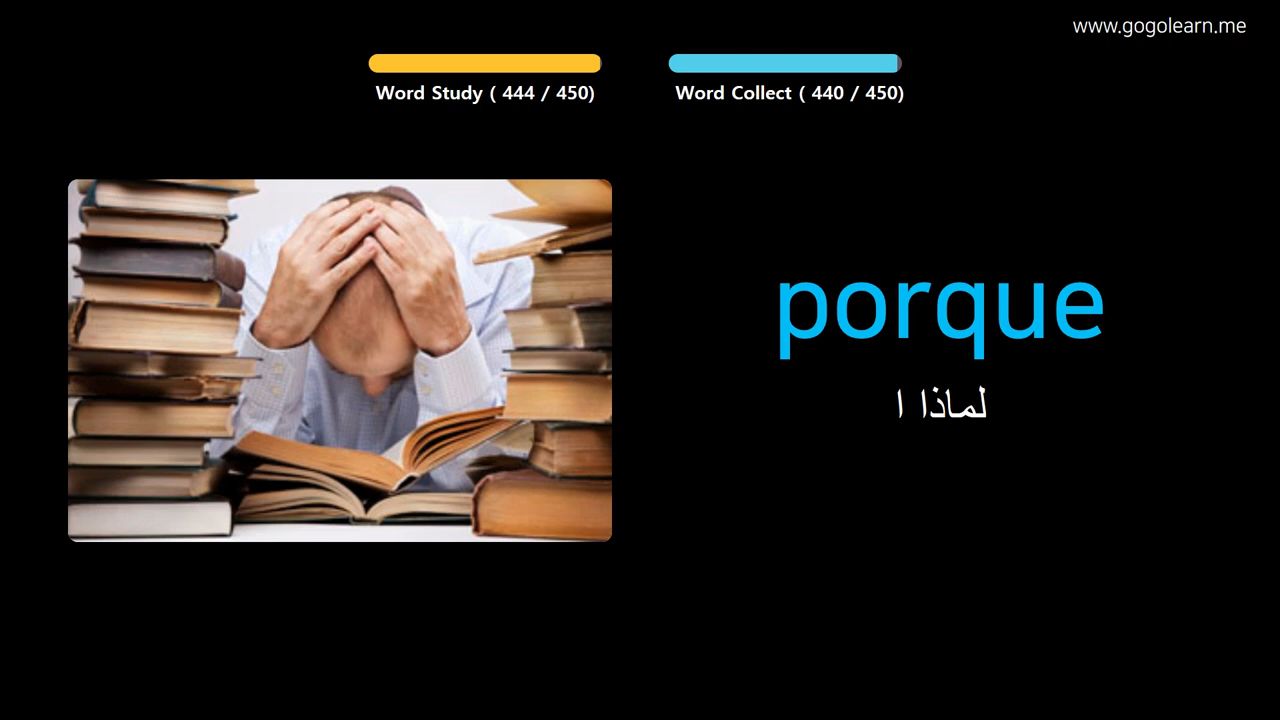 www.gogolearn.me
Word Study ( 444 / 450)
Word Collect ( 440 / 450)
porque
لماذا ا